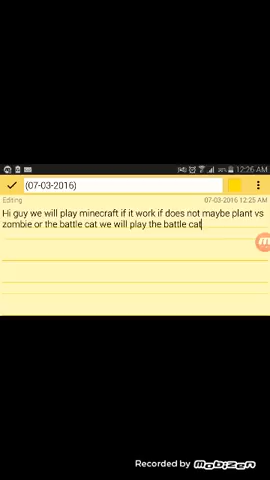 12:26 AM
(07-03-2016)
Editing
07-03-2016 12:25 AM
Hi guy we will play minecraft if it work if does not maybe plant vs
zombie or the battle cat we will play the battle cat
Recorded by Mobizen